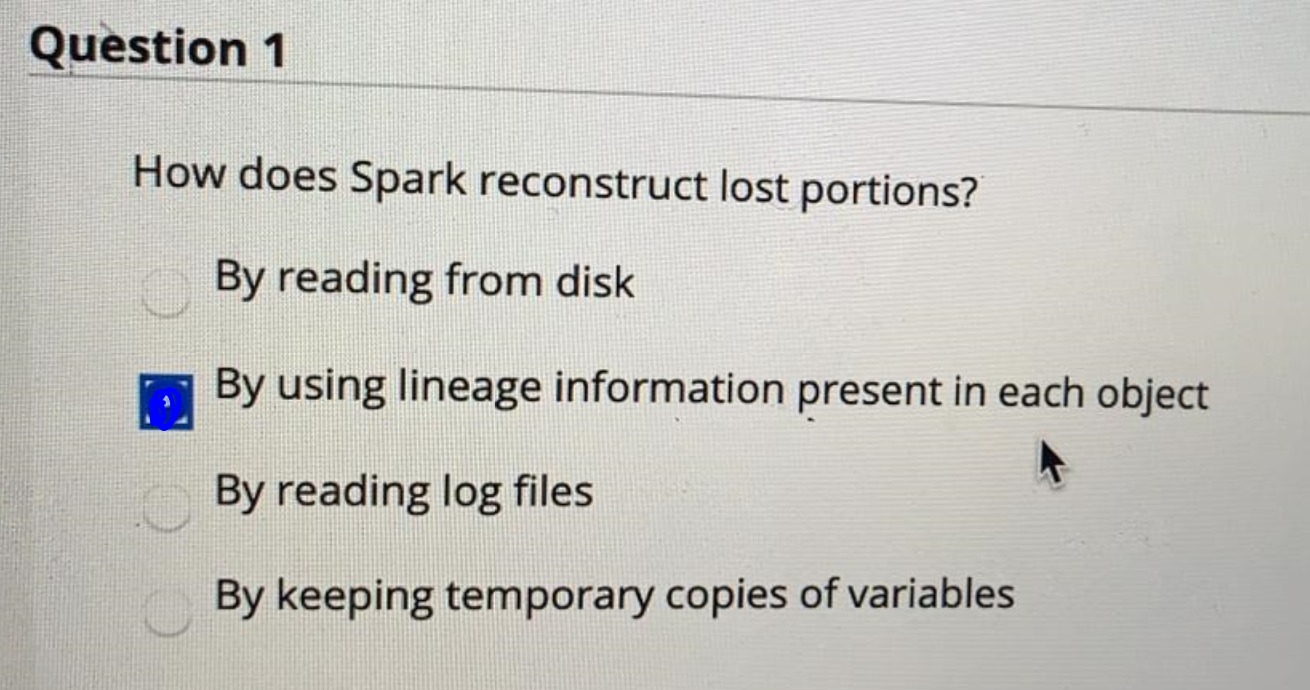 Question 1
How does Spark reconstruct lost portions?
By reading from disk
By using lineage information present in each object
By reading log files
By keeping temporary copies of variables